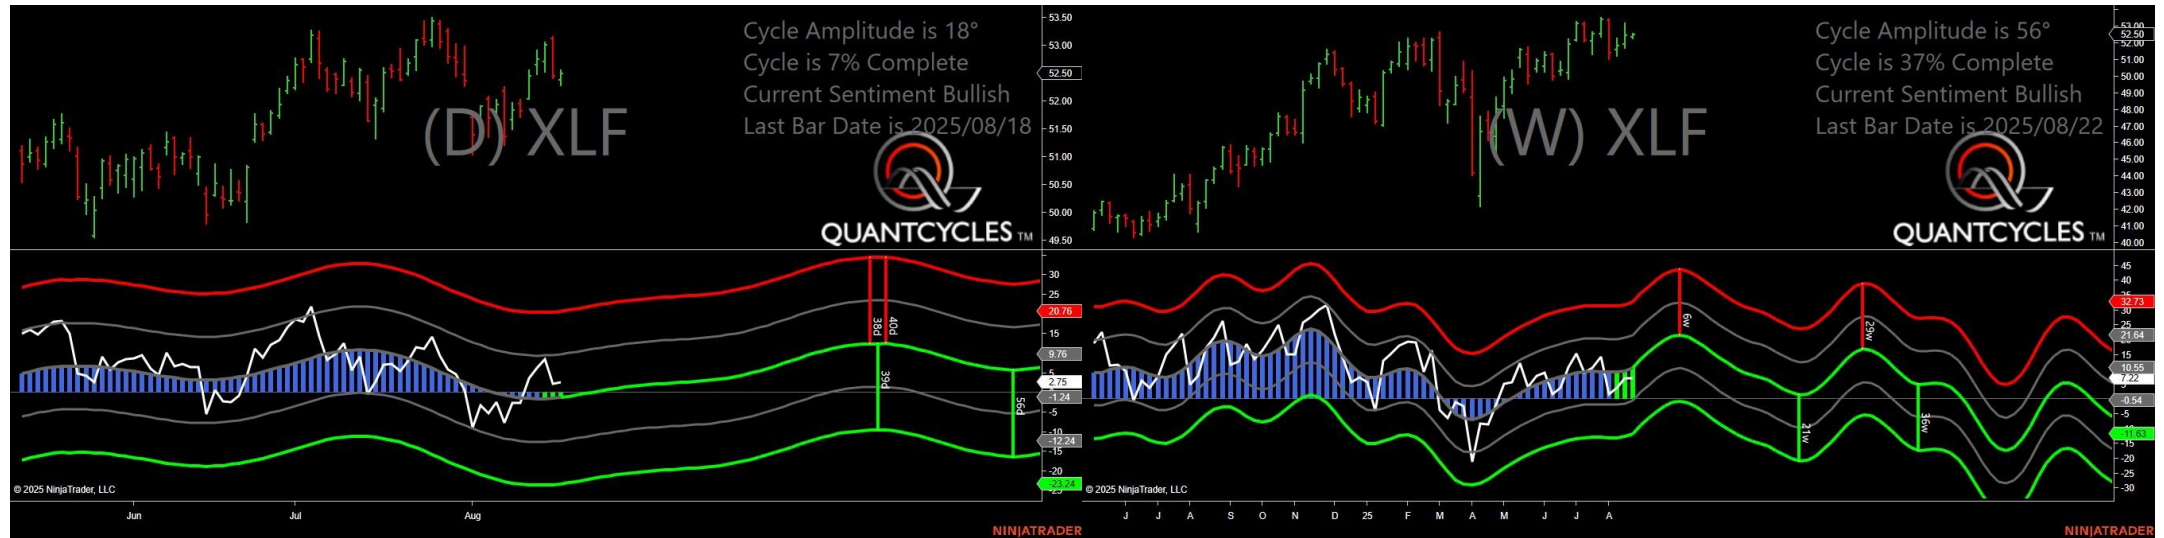 Cycle Amplitude is 18°
Cycle is 7% Complete
Current Sentiment Bullish
Last Bar Date is 2025/08/18
(D) XLF
QUANTCYCLES TM
53.50
53.00
52.50
52.00
51.50
51.00
50.50
50.00
49.50
30
25
20.76
15
9.76
5
2.75
-1.24
-5
-10
-12.24
-15
-20
-23.24
38d
40d
39d
56d
© 2025 NinjaTrader, LLC
Jun
Jul
Aug
NINJATRADER
Cycle Amplitude is 56°
Cycle is 37% Complete
Current Sentiment Bullish
Last Bar Date is 2025/08/22
(W) XLF
QUANTCYCLES TM
53.00
52.50
52.00
51.00
50.00
49.00
48.00
47.00
46.00
45.00
44.00
43.00
42.00
41.00
40.00
45
40
32.73
30
25
21.64
15
10.55
7.22
-0.54
-5
-11.63
-15
-20
-25
-30
6w
29w
21w
36w
© 2025 NinjaTrader, LLC
J
J
A
S
O
N
D
25
F
M
A
M
J
J
A
NINJATRADER